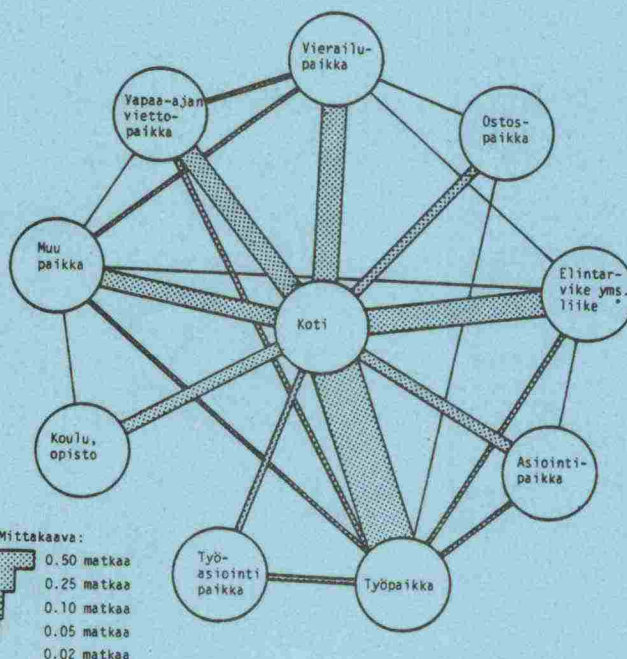 Vierailu-
paikka
Vapaa-ajan
vietto-
paikka
Ostos-
paikka
Muu
paikka
Elintar-
vike yms.
liike
Koti
Koulu,
opisto
Asiointi-
paikka
Työ-
asiointi
paikka
Työpaikka
Mittakaava:
0.50 matkaa
0.25 matkaa
0.10 matkaa
0.05 matkaa
0.02 matkaa